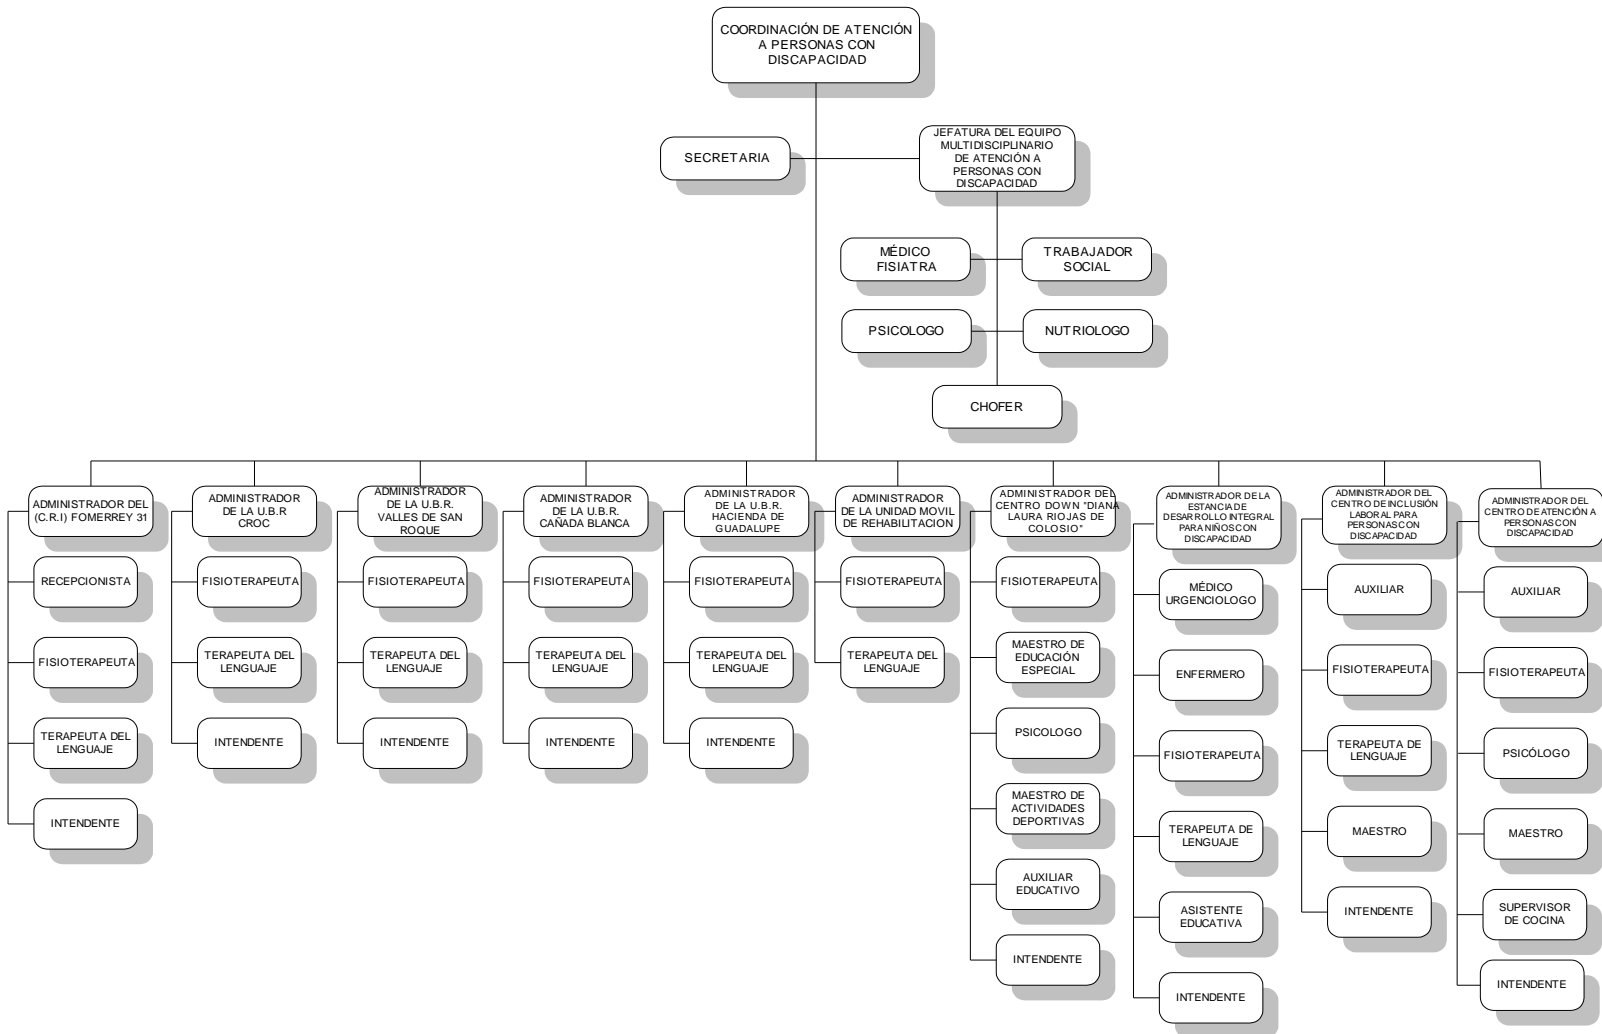 COORDINACIÓN DE ATENCIÓN
A PERSONAS CON
DISCAPACIDAD
SECRETARIA
JEFATURA DEL EQUIPO
MULTIDISCIPLINARIO
DE ATENCIÓN A
PERSONAS CON
DISCAPACIDAD
MÉDICO
FISIATRA
TRABAJADOR
SOCIAL
PSICOLOGO
NUTRIOLOGO
CHOFER
ADMINISTRADOR DEL
(C.R.I) FOMERREY 31
RECEPCIONISTA
FISIOTERAPEUTA
TERAPEUTA DEL
LENGUAJE
INTENDENTE
ADMINISTRADOR
DE LA U.B.R
CROC
FISIOTERAPEUTA
TERAPEUTA DEL
LENGUAJE
INTENDENTE
ADMINISTRADOR
DE LA U.B.R.
VALLES DE SAN
ROQUE
FISIOTERAPEUTA
TERAPEUTA DEL
LENGUAJE
INTENDENTE
ADMINISTRADOR
DE LA U.B.R.
CAÑADA BLANCA
FISIOTERAPEUTA
TERAPEUTA DEL
LENGUAJE
INTENDENTE
ADMINISTRADOR
DE LA U.B.R.
HACIENDA DE
GUADALUPE
FISIOTERAPEUTA
TERAPEUTA DEL
LENGUAJE
INTENDENTE
ADMINISTRADOR
DE LA UNIDAD MOVIL
DE REHABILITACION
FISIOTERAPEUTA
TERAPEUTA DEL
LENGUAJE
ADMINISTRADOR DEL
CENTRO DOWN "DIANA
LAURA RIOJAS DE
COLOSIO"
FISIOTERAPEUTA
MAESTRO DE
EDUCACIÓN
ESPECIAL
PSICOLOGO
MAESTRO DE
ACTIVIDADES
DEPORTIVAS
AUXILIAR
EDUCATIVO
INTENDENTE
ADMINISTRADOR DE LA
ESTANCIA DE
DESARROLLO INTEGRAL
PARA NIÑOS CON
DISCAPACIDAD
MÉDICO
URGENCIOLOGO
ENFERMERO
FISIOTERAPEUTA
TERAPEUTA DE
LENGUAJE
ASISTENTE
EDUCATIVA
INTENDENTE
ADMINISTRADOR DEL
CENTRO DE INCLUSIÓN
LABORAL PARA
PERSONAS CON
DISCAPACIDAD
AUXILIAR
FISIOTERAPEUTA
TERAPEUTA DE
LENGUAJE
MAESTRO
INTENDENTE
ADMINISTRADOR DEL
CENTRO DE ATENCIÓN A
PERSONAS CON
DISCAPACIDAD
AUXILIAR
FISIOTERAPEUTA
PSICÓLOGO
MAESTRO
SUPERVISOR
DE COCINA
INTENDENTE